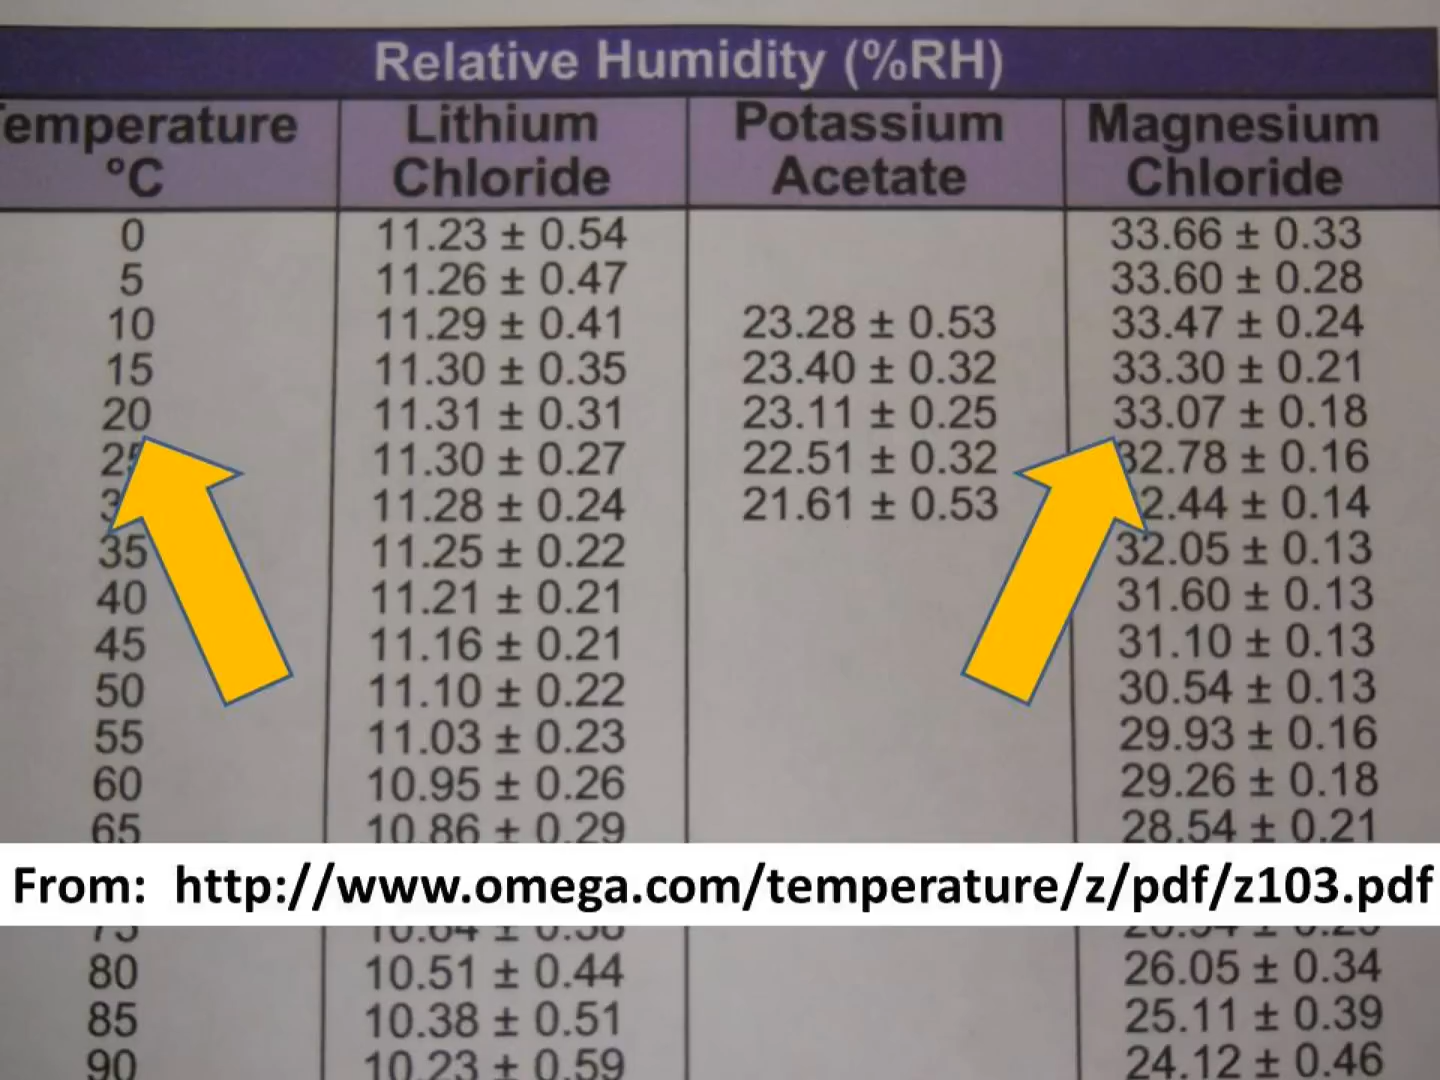 Relative Humidity (%RH)
Temperature °C Lithium Chloride Potassium Acetate Magnesium Chloride
0 11.23 ± 0.54 33.66 ± 0.33
5 11.26 ± 0.47 33.60 ± 0.28
10 11.29 ± 0.41 23.28 ± 0.53 33.47 ± 0.24
15 11.30 ± 0.35 23.40 ± 0.32 33.30 ± 0.21
20 11.31 ± 0.31 23.11 ± 0.25 33.07 ± 0.18
25 11.30 ± 0.27 22.51 ± 0.32 32.78 ± 0.16
11.28 ± 0.24 21.61 ± 0.53 2.44 ± 0.14
35 11.25 ± 0.22 32.05 ± 0.13
40 11.21 ± 0.21 31.60 ± 0.13
45 11.16 ± 0.21 31.10 ± 0.13
50 11.10 ± 0.22 30.54 ± 0.13
55 11.03 ± 0.23 29.93 ± 0.16
60 10.95 ± 0.26 29.26 ± 0.18
65 10.86 ± 0.29 28.54 ± 0.21
From: http://www.omega.com/temperature/z/pdf/z103.pdf
80 10.51 ± 0.44 26.05 ± 0.34
85 10.38 ± 0.51 25.11 ± 0.39
90 10.23 ± 0.59 24.12 ± 0.46